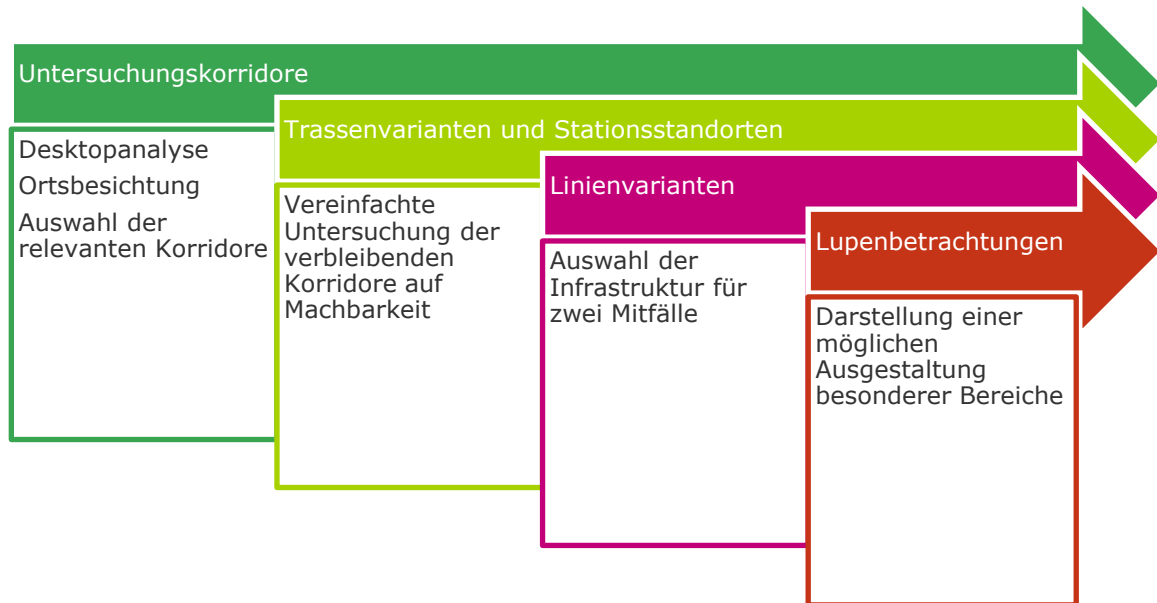 Untersuchungskorridore
Desktopanalyse
Ortsbesichtung
Auswahl der
relevanten Korridore
Trassenvarianten und Stationsstandorten
Vereinfachte
Untersuchung der
verbleibenden
Korridore auf
Machbarkeit
Linienvarianten
Auswahl der
Infrastruktur für
zwei Mitfälle
Lupenbetrachtungen
Darstellung einer
möglichen
Ausgestaltung
besonderer Bereiche